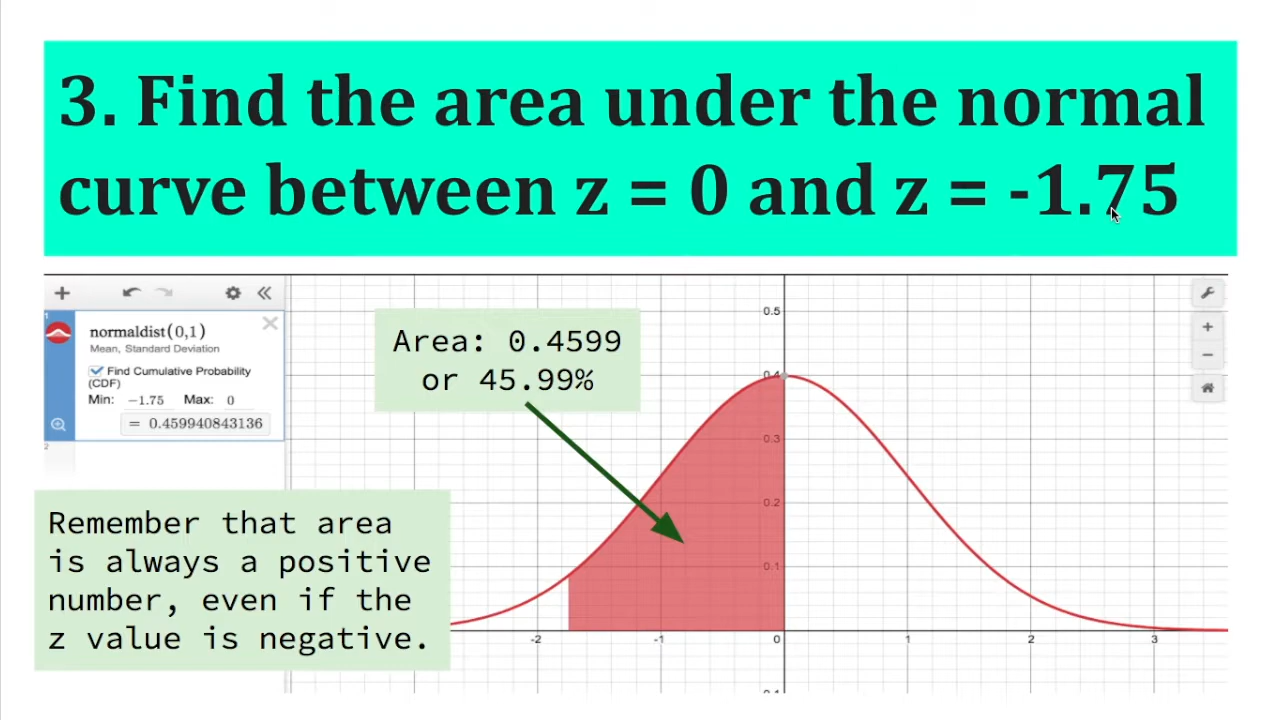 3. Find the area under the normal
curve between z = 0 and z = -1.75
1
normaldist(0,1)
Mean, Standard Deviation
Find Cumulative Probability
(CDF)
Min: −1.75 Max: 0
= 0.459940843136
2
Area: 0.4599
or 45.99%
Remember that area
is always a positive
number, even if the
z value is negative.
0.5
0.4
0.3
0.2
0.1
-2 -1 0 1 2 3